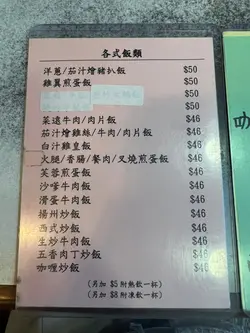 各式飯類
洋蔥/茄汁燴豬扒飯 $50
雞翼煎蛋飯 $50
$50
菜遠牛肉/肉片飯 $46
茄汁燴雞絲/牛肉/肉片飯 $46
白汁雞皇飯 $46
火腿/香腸/餐肉/叉燒煎蛋飯 $46
芙蓉煎蛋飯 $46
沙嗲牛肉飯 $46
滑蛋牛肉飯 $46
揚州炒飯 $46
西式炒飯 $46
生炒牛肉飯 $46
五香肉丁炒飯 $46
咖喱炒飯 $46
(另加 $5 附熱飲一杯)
(另加 $8 附凍飲一杯)